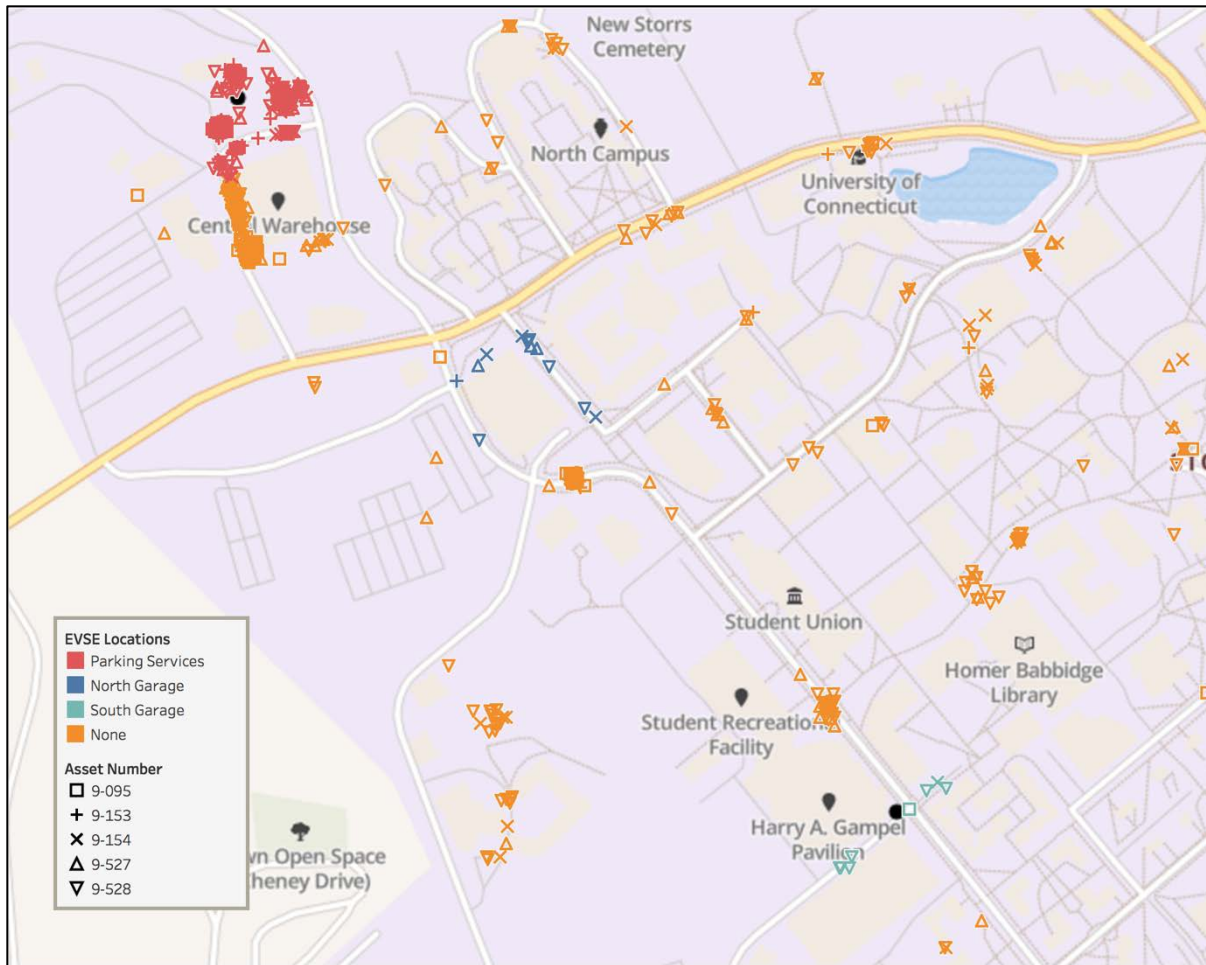 New Storrs
Cemetery
North Campus
University of
Connecticut
Central Warehouse
Student Union
Homer Babbidge
Library
Student Recreation
Facility
Harry A. Gampel
Pavilion
wn Open Space
heney Drive)
EVSE Locations
Parking Services
North Garage
South Garage
None
Asset Number
9-095
9-153
9-154
9-527
9-528